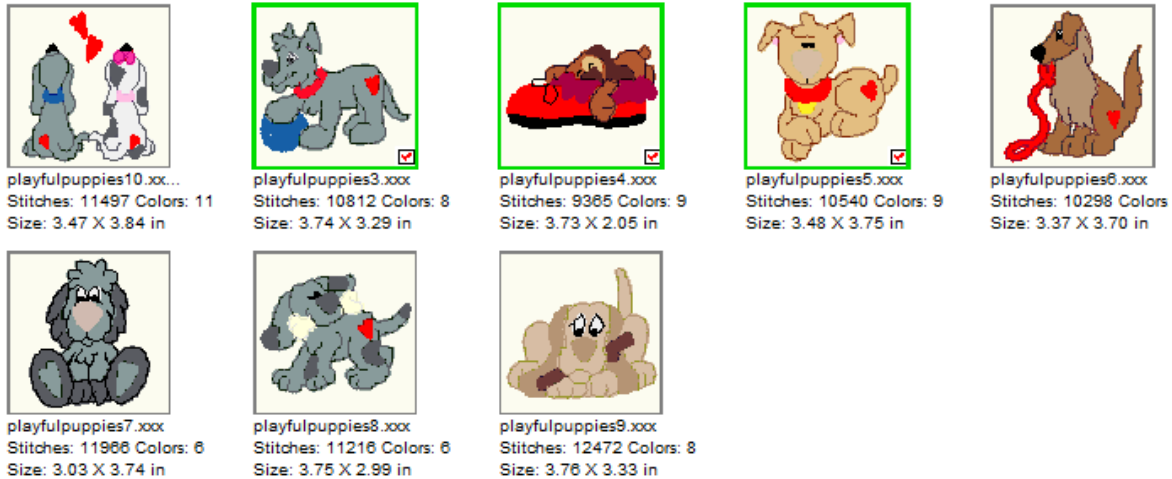 playfulpuppies10.xx...
Stitches: 11497 Colors: 11
Size: 3.47 X 3.84 in
playfulpuppies3.xxx
Stitches: 10812 Colors: 8
Size: 3.74 X 3.29 in
playfulpuppies4.xxx
Stitches: 9365 Colors: 9
Size: 3.73 X 2.05 in
playfulpuppies5.xxx
Stitches: 10540 Colors: 9
Size: 3.48 X 3.75 in
playfulpuppies6.xxx
Stitches: 10298 Colors
Size: 3.37 X 3.70 in
playfulpuppies7.xxx
Stitches: 11966 Colors: 6
Size: 3.03 X 3.74 in
playfulpuppies8.xxx
Stitches: 11216 Colors: 6
Size: 3.75 X 2.99 in
playfulpuppies9.xxx
Stitches: 12472 Colors: 8
Size: 3.76 X 3.33 in